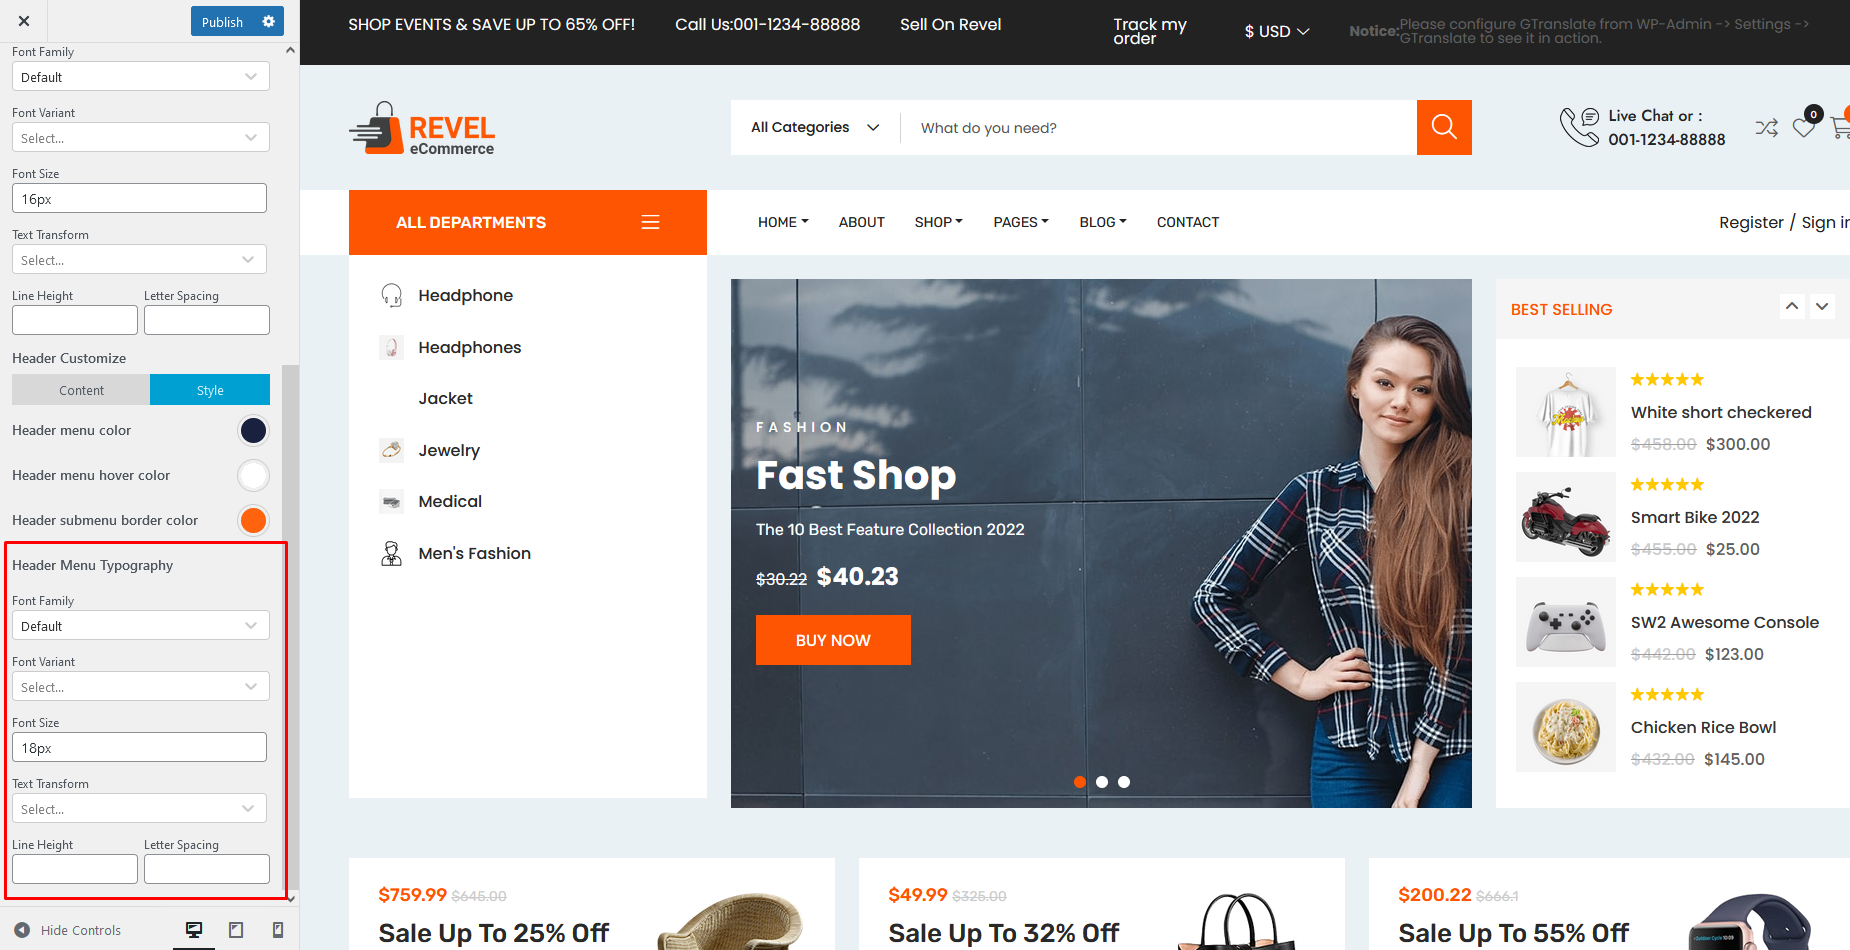 Publish
Font Family
Default
Font Variant
Select...
Font Size
16px
Text Transform
Select...
Line Height
Letter Spacing
Header Customize
Content
Style
Header menu color
Header menu hover color
Header submenu border color
Header Menu Typography
Font Family
Default
Font Variant
Select...
Font Size
18px
Text Transform
Select...
Line Height
Letter Spacing
Hide Controls
SHOP EVENTS & SAVE UP TO 65% OFF!
Call Us:001-1234-88888
Sell On Revel
Track my
order
$ USD
Notice:
Please configure GTranslate from WP-Admin -> Settings ->
GTranslate to see it in action.
REVEL
eCommerce
All Categories
What do you need?
Live Chat or :
001-1234-88888
0
ALL DEPARTMENTS
HOME
ABOUT
SHOP
PAGES
BLOG
CONTACT
Register / Sign in
Headphone
Headphones
Jacket
Jewelry
Medical
Men's Fashion
FASHION
Fast Shop
The 10 Best Feature Collection 2022
$30.22 $40.23
BUY NOW
BEST SELLING
White short checkered
$458.00 $300.00
Smart Bike 2022
$455.00 $25.00
SW2 Awesome Console
$442.00 $123.00
Chicken Rice Bowl
$432.00 $145.00
$759.99 $645.00
Sale Up To 25% Off
$49.99 $325.00
Sale Up To 32% Off
$200.22 $666.1
Sale Up To 55% Off